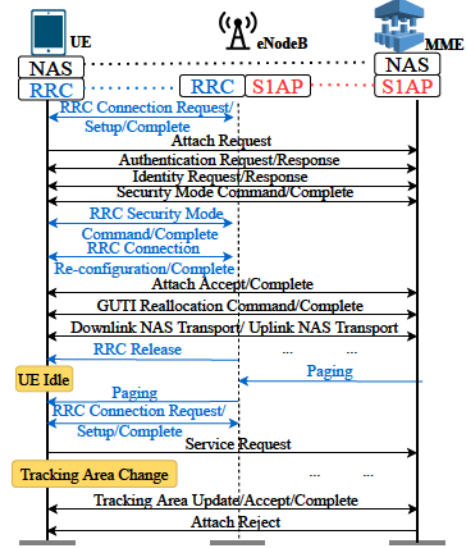 UE
eNodeB
MME
NAS
NAS
RRC
RRC
S1AP
S1AP
RRC Connection Request/
Setup/Complete
Attach Request
Authentication Request/Response
Identity Request/Response
Security Mode Command/Complete
RRC Security Mode
Command/Complete
RRC Connection
Re-configuration/Complete
Attach Accept/Complete
GUTI Reallocation Command/Complete
Downlink NAS Transport/ Uplink NAS Transport
RRC Release
... ...
UE Idle
Paging
Paging
RRC Connection Request/
Setup/Complete
Service Request
Tracking Area Change
... ...
Tracking Area Update/Accept/Complete
Attach Reject